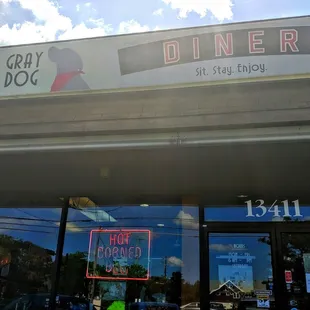 GRAY
DOG
DINER
Sit. Stay. Enjoy.
13411
HOT
CORNED
BEEF